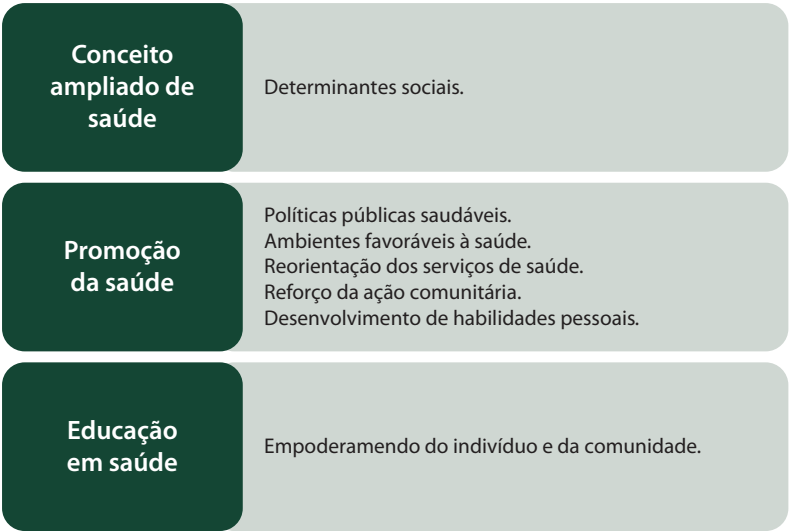 Conceito
ampliado de
saúde
Determinantes sociais.
Promoção
da saúde
Políticas públicas saudáveis.
Ambientes favoráveis à saúde.
Reorientação dos serviços de saúde.
Reforço da ação comunitária.
Desenvolvimento de habilidades pessoais.
Educação
em saúde
Empoderamendo do indivíduo e da comunidade.